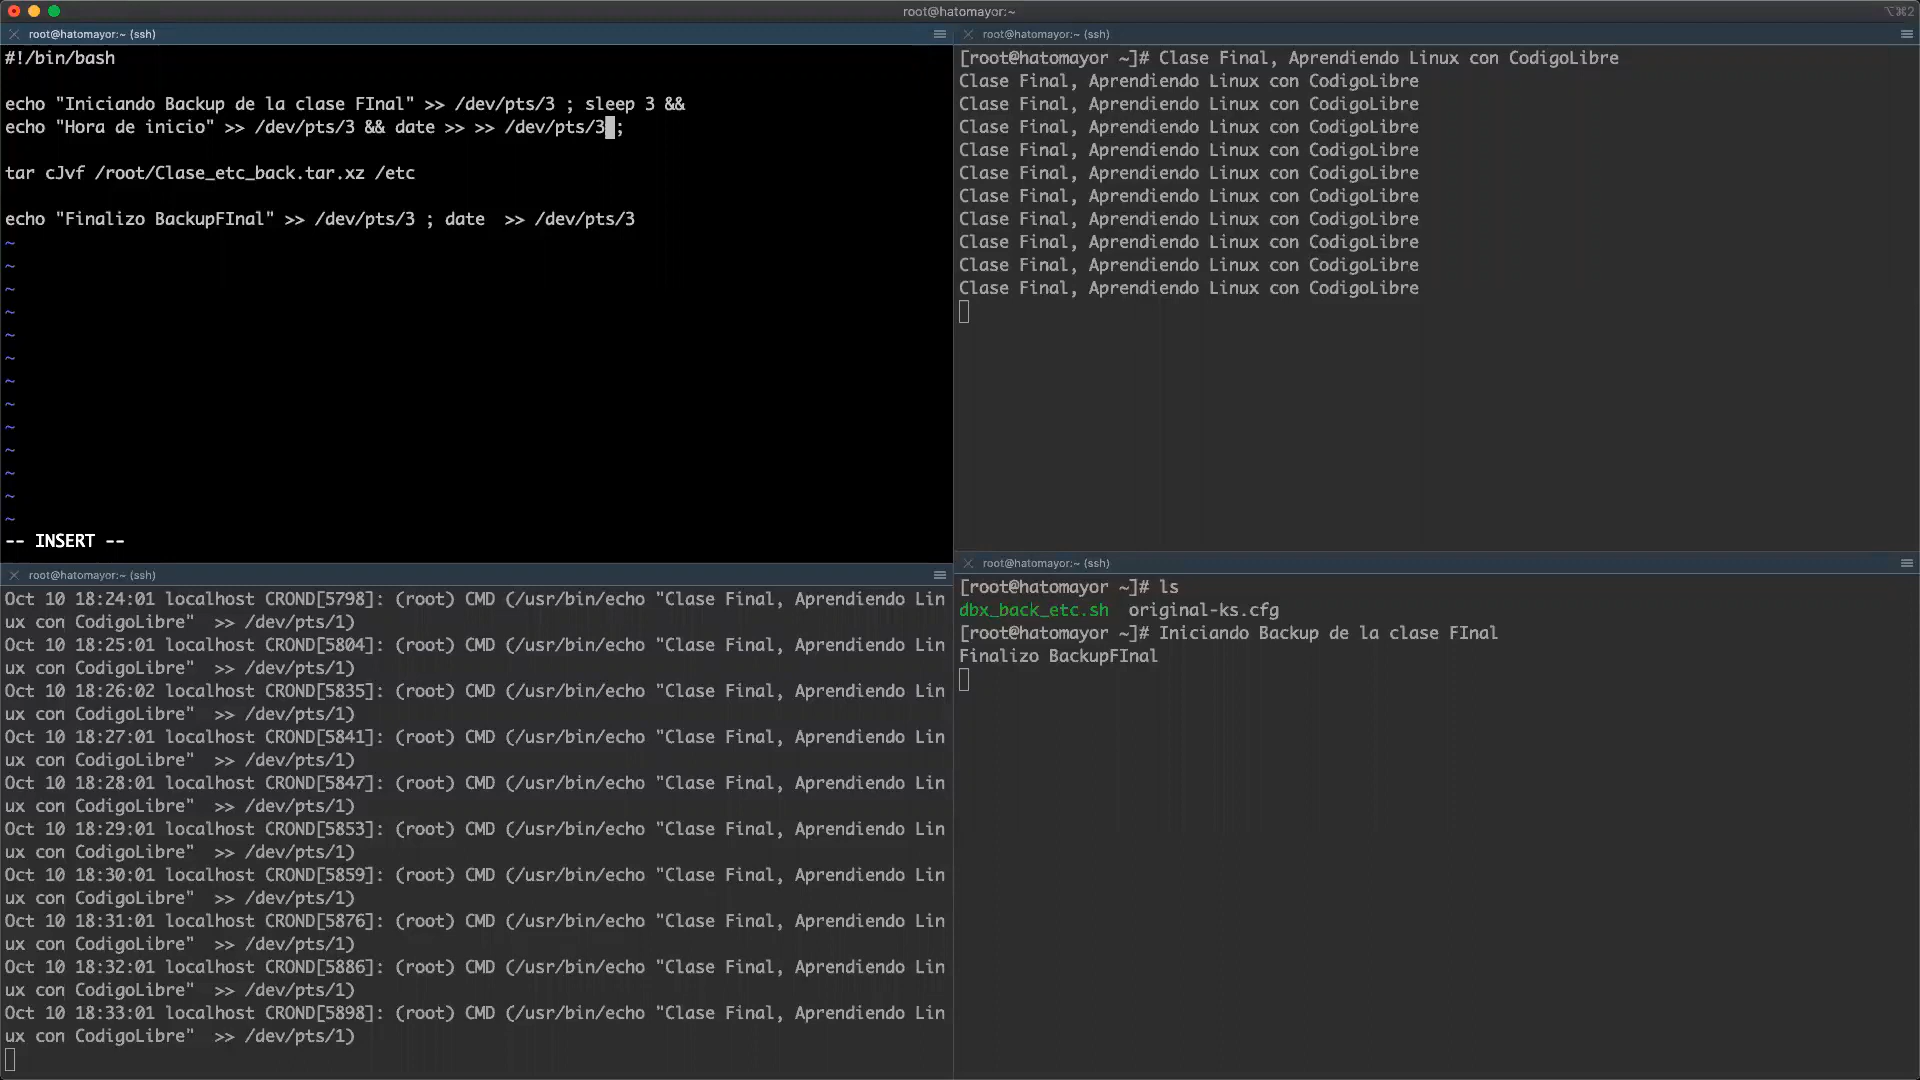 root@hatomayor:~
⌥⌘2
root@hatomayor:~ (ssh)
#!/bin/bash
echo "Iniciando Backup de la clase FInal" >> /dev/pts/3 ; sleep 3 &&
echo "Hora de inicio" >> /dev/pts/3 && date >> >> /dev/pts/3 ;
tar cJvf /root/Clase_etc_back.tar.xz /etc
echo "Finalizo BackupFInal" >> /dev/pts/3 ; date  >> /dev/pts/3
~
~
~
~
~
~
~
~
~
~
~
~
~
-- INSERT --
root@hatomayor:~ (ssh)
[root@hatomayor ~]# Clase Final, Aprendiendo Linux con CodigoLibre
Clase Final, Aprendiendo Linux con CodigoLibre
Clase Final, Aprendiendo Linux con CodigoLibre
Clase Final, Aprendiendo Linux con CodigoLibre
Clase Final, Aprendiendo Linux con CodigoLibre
Clase Final, Aprendiendo Linux con CodigoLibre
Clase Final, Aprendiendo Linux con CodigoLibre
Clase Final, Aprendiendo Linux con CodigoLibre
Clase Final, Aprendiendo Linux con CodigoLibre
Clase Final, Aprendiendo Linux con CodigoLibre
Clase Final, Aprendiendo Linux con CodigoLibre
root@hatomayor:~ (ssh)
Oct 10 18:24:01 localhost CROND[5798]: (root) CMD (/usr/bin/echo "Clase Final, Aprendiendo Lin
ux con CodigoLibre"  >> /dev/pts/1)
Oct 10 18:25:01 localhost CROND[5804]: (root) CMD (/usr/bin/echo "Clase Final, Aprendiendo Lin
ux con CodigoLibre"  >> /dev/pts/1)
Oct 10 18:26:02 localhost CROND[5835]: (root) CMD (/usr/bin/echo "Clase Final, Aprendiendo Lin
ux con CodigoLibre"  >> /dev/pts/1)
Oct 10 18:27:01 localhost CROND[5841]: (root) CMD (/usr/bin/echo "Clase Final, Aprendiendo Lin
ux con CodigoLibre"  >> /dev/pts/1)
Oct 10 18:28:01 localhost CROND[5847]: (root) CMD (/usr/bin/echo "Clase Final, Aprendiendo Lin
ux con CodigoLibre"  >> /dev/pts/1)
Oct 10 18:29:01 localhost CROND[5853]: (root) CMD (/usr/bin/echo "Clase Final, Aprendiendo Lin
ux con CodigoLibre"  >> /dev/pts/1)
Oct 10 18:30:01 localhost CROND[5859]: (root) CMD (/usr/bin/echo "Clase Final, Aprendiendo Lin
ux con CodigoLibre"  >> /dev/pts/1)
Oct 10 18:31:01 localhost CROND[5876]: (root) CMD (/usr/bin/echo "Clase Final, Aprendiendo Lin
ux con CodigoLibre"  >> /dev/pts/1)
Oct 10 18:32:01 localhost CROND[5886]: (root) CMD (/usr/bin/echo "Clase Final, Aprendiendo Lin
ux con CodigoLibre"  >> /dev/pts/1)
Oct 10 18:33:01 localhost CROND[5898]: (root) CMD (/usr/bin/echo "Clase Final, Aprendiendo Lin
ux con CodigoLibre"  >> /dev/pts/1)
root@hatomayor:~ (ssh)
[root@hatomayor ~]# ls
dbx_back_etc.sh  original-ks.cfg
[root@hatomayor ~]# Iniciando Backup de la clase FInal
Finalizo BackupFInal